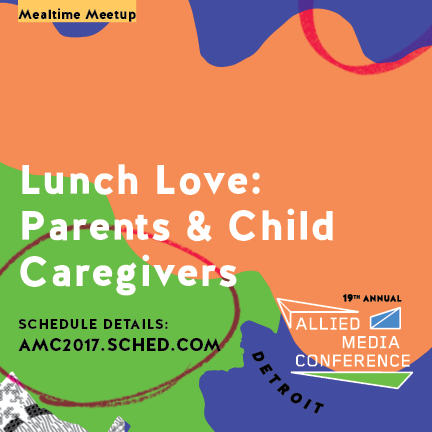 Mealtime Meetup
Lunch Love:
Parents & Child
Caregivers
SCHEDULE DETAILS:
AMC2017.SCHED.COM
19TH ANNUAL
ALLIED
MEDIA
CONFERENCE
DETROIT